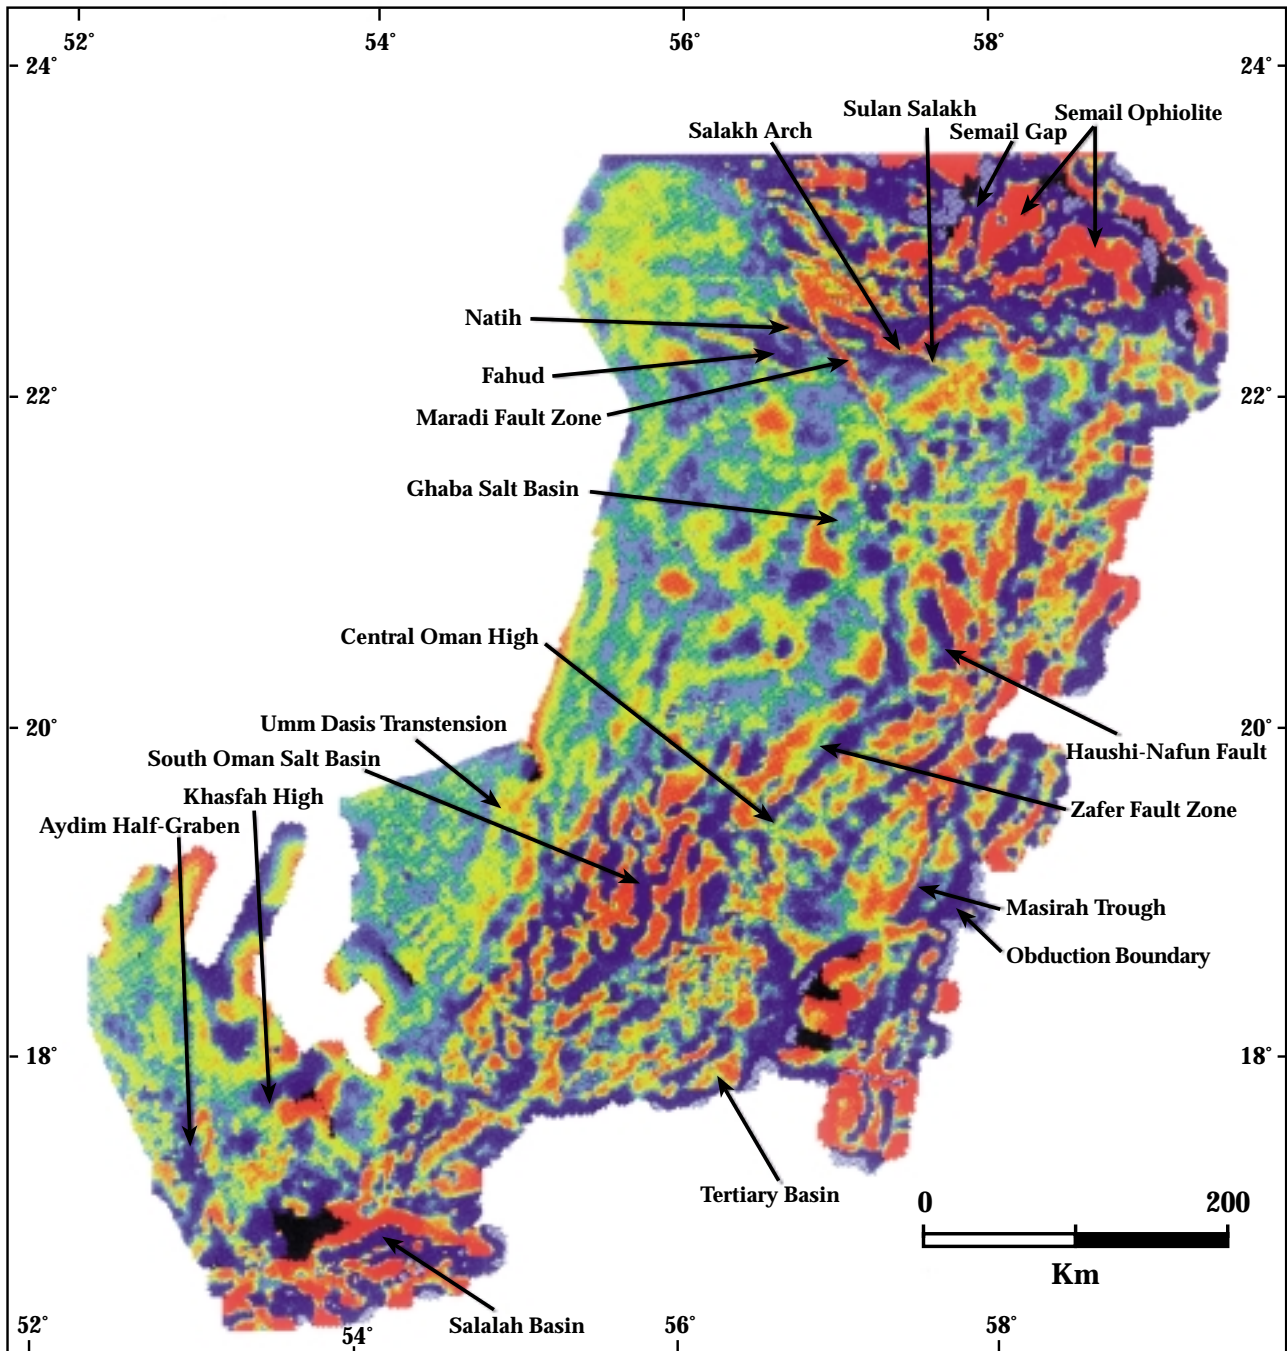 52°
54°
56°
58°
24°
24°
Sulan Salakh
Semail Ophiolite
Salakh Arch
Semail Gap
Natih
Fahud
22°
22°
Maradi Fault Zone
Ghaba Salt Basin
Central Oman High
Umm Dasis Transtension
20°
20°
South Oman Salt Basin
Haushi-Nafun Fault
Khasfah High
Zafer Fault Zone
Aydim Half-Graben
Masirah Trough
Obduction Boundary
18°
18°
Tertiary Basin
0
200
Km
Salalah Basin
52°
54°
56°
58°